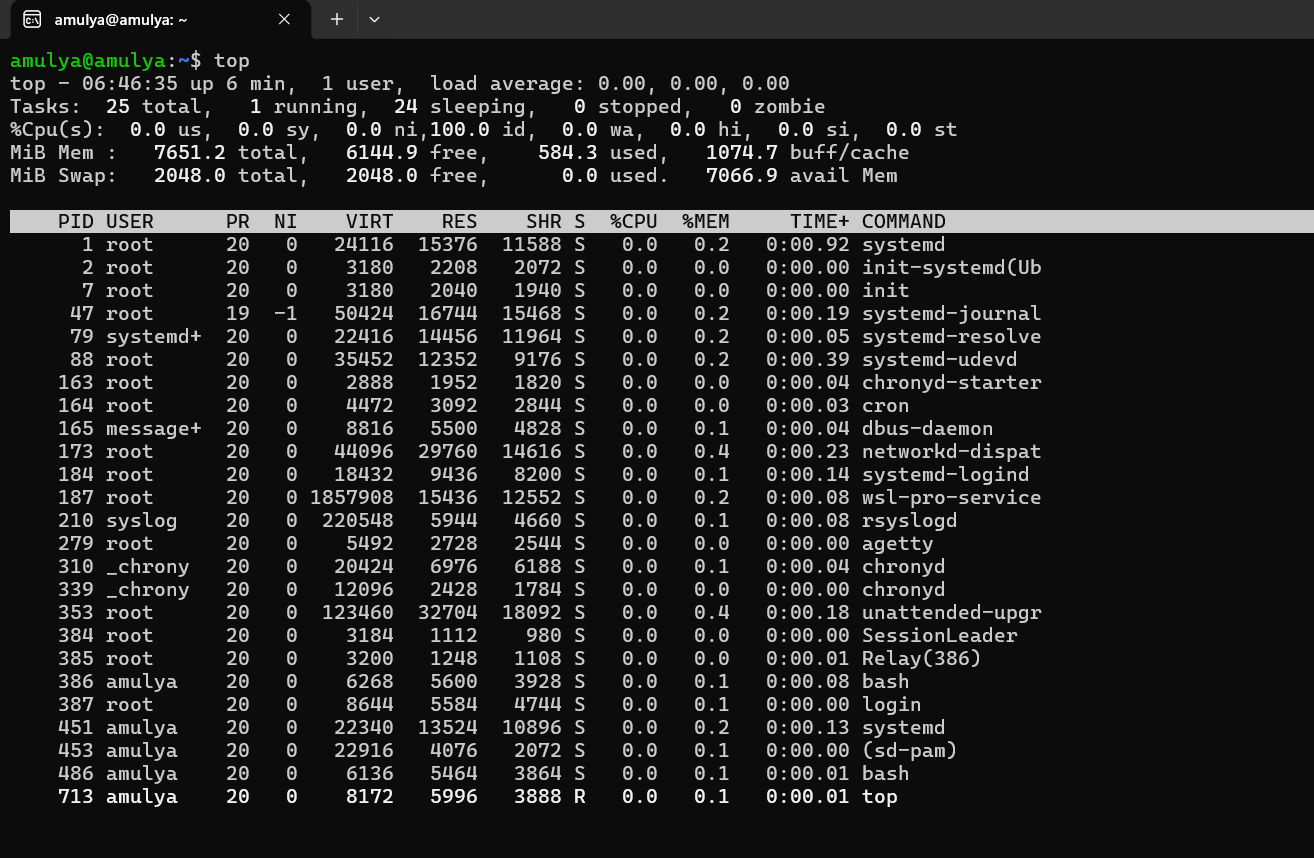 amulya@amulya: ~
amulya@amulya:~$ top
top - 06:46:35 up 6 min,  1 user,  load average: 0.00, 0.00, 0.00
Tasks:  25 total,   1 running,  24 sleeping,   0 stopped,   0 zombie
%Cpu(s):  0.0 us,  0.0 sy,  0.0 ni,100.0 id,  0.0 wa,  0.0 hi,  0.0 si,  0.0 st
MiB Mem :   7651.2 total,   6144.9 free,    584.3 used,   1074.7 buff/cache
MiB Swap:   2048.0 total,   2048.0 free,      0.0 used.   7066.9 avail Mem
    PID USER      PR  NI    VIRT    RES    SHR S  %CPU  %MEM     TIME+ COMMAND
      1 root      20   0   24116  15376  11588 S   0.0   0.2   0:00.92 systemd
      2 root      20   0    3180   2208   2072 S   0.0   0.0   0:00.00 init-systemd(Ub
      7 root      20   0    3180   2040   1940 S   0.0   0.0   0:00.00 init
     47 root      19  -1   50424  16744  15468 S   0.0   0.2   0:00.19 systemd-journal
     79 systemd+  20   0   22416  14456  11964 S   0.0   0.2   0:00.05 systemd-resolve
     88 root      20   0   35452  12352   9176 S   0.0   0.2   0:00.39 systemd-udevd
    163 root      20   0    2888   1952   1820 S   0.0   0.0   0:00.04 chronyd-starter
    164 root      20   0    4472   3092   2844 S   0.0   0.0   0:00.03 cron
    165 message+  20   0    8816   5500   4828 S   0.0   0.1   0:00.04 dbus-daemon
    173 root      20   0   44096  29760  14616 S   0.0   0.4   0:00.23 networkd-dispat
    184 root      20   0   18432   9436   8200 S   0.0   0.1   0:00.14 systemd-logind
    187 root      20   0 1857908  15436  12552 S   0.0   0.2   0:00.08 wsl-pro-service
    210 syslog    20   0  220548   5944   4660 S   0.0   0.1   0:00.08 rsyslogd
    279 root      20   0    5492   2728   2544 S   0.0   0.0   0:00.00 agetty
    310 _chrony   20   0   20424   6976   6188 S   0.0   0.1   0:00.04 chronyd
    339 _chrony   20   0   12096   2428   1784 S   0.0   0.0   0:00.00 chronyd
    353 root      20   0  123460  32704  18092 S   0.0   0.4   0:00.18 unattended-upgr
    384 root      20   0    3184   1112    980 S   0.0   0.0   0:00.00 SessionLeader
    385 root      20   0    3200   1248   1108 S   0.0   0.0   0:00.01 Relay(386)
    386 amulya    20   0    6268   5600   3928 S   0.0   0.1   0:00.08 bash
    387 root      20   0    8644   5584   4744 S   0.0   0.1   0:00.00 login
    451 amulya    20   0   22340  13524  10896 S   0.0   0.2   0:00.13 systemd
    453 amulya    20   0   22916   4076   2072 S   0.0   0.1   0:00.00 (sd-pam)
    486 amulya    20   0    6136   5464   3864 S   0.0   0.1   0:00.01 bash
    713 amulya    20   0    8172   5996   3888 R   0.0   0.1   0:00.01 top